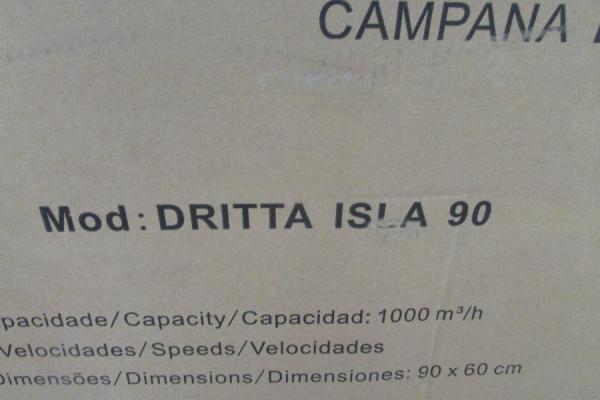 CAMPANA
Mod: DRITTA ISLA 90
pacidade/Capacity/Capacidad: 1000 m³/h
Velocidades/Speeds/Velocidades
Dimensões/Dimensions/Dimensiones: 90 x 60 cm